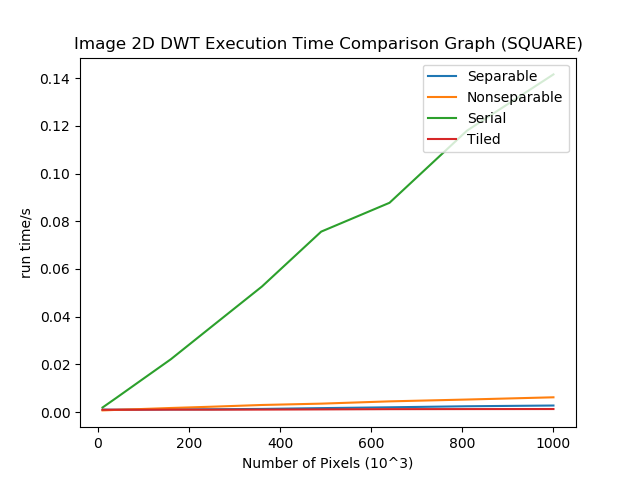 Image 2D DWT Execution Time Comparison Graph (SQUARE)
Separable
Nonseparable
Serial
Tiled
run time/s
0.14
0.12
0.10
0.08
0.06
0.04
0.02
0.00
0 200 400 600 800 1000
Number of Pixels (10^3)